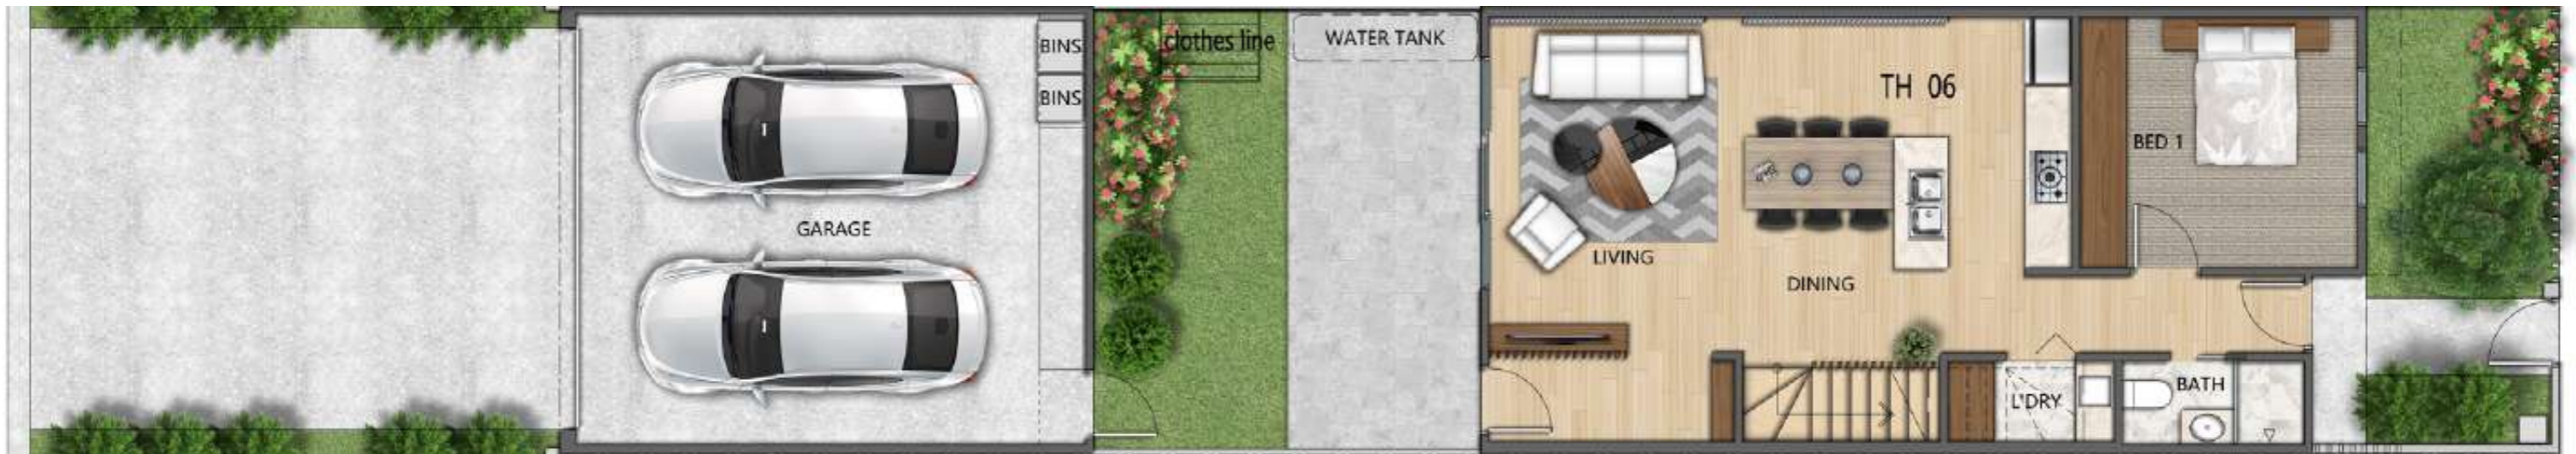 BINS
BINS
GARAGE
clothes line
WATER TANK
LIVING
DINING
TH 06
BED 1
L'DRY
BATH